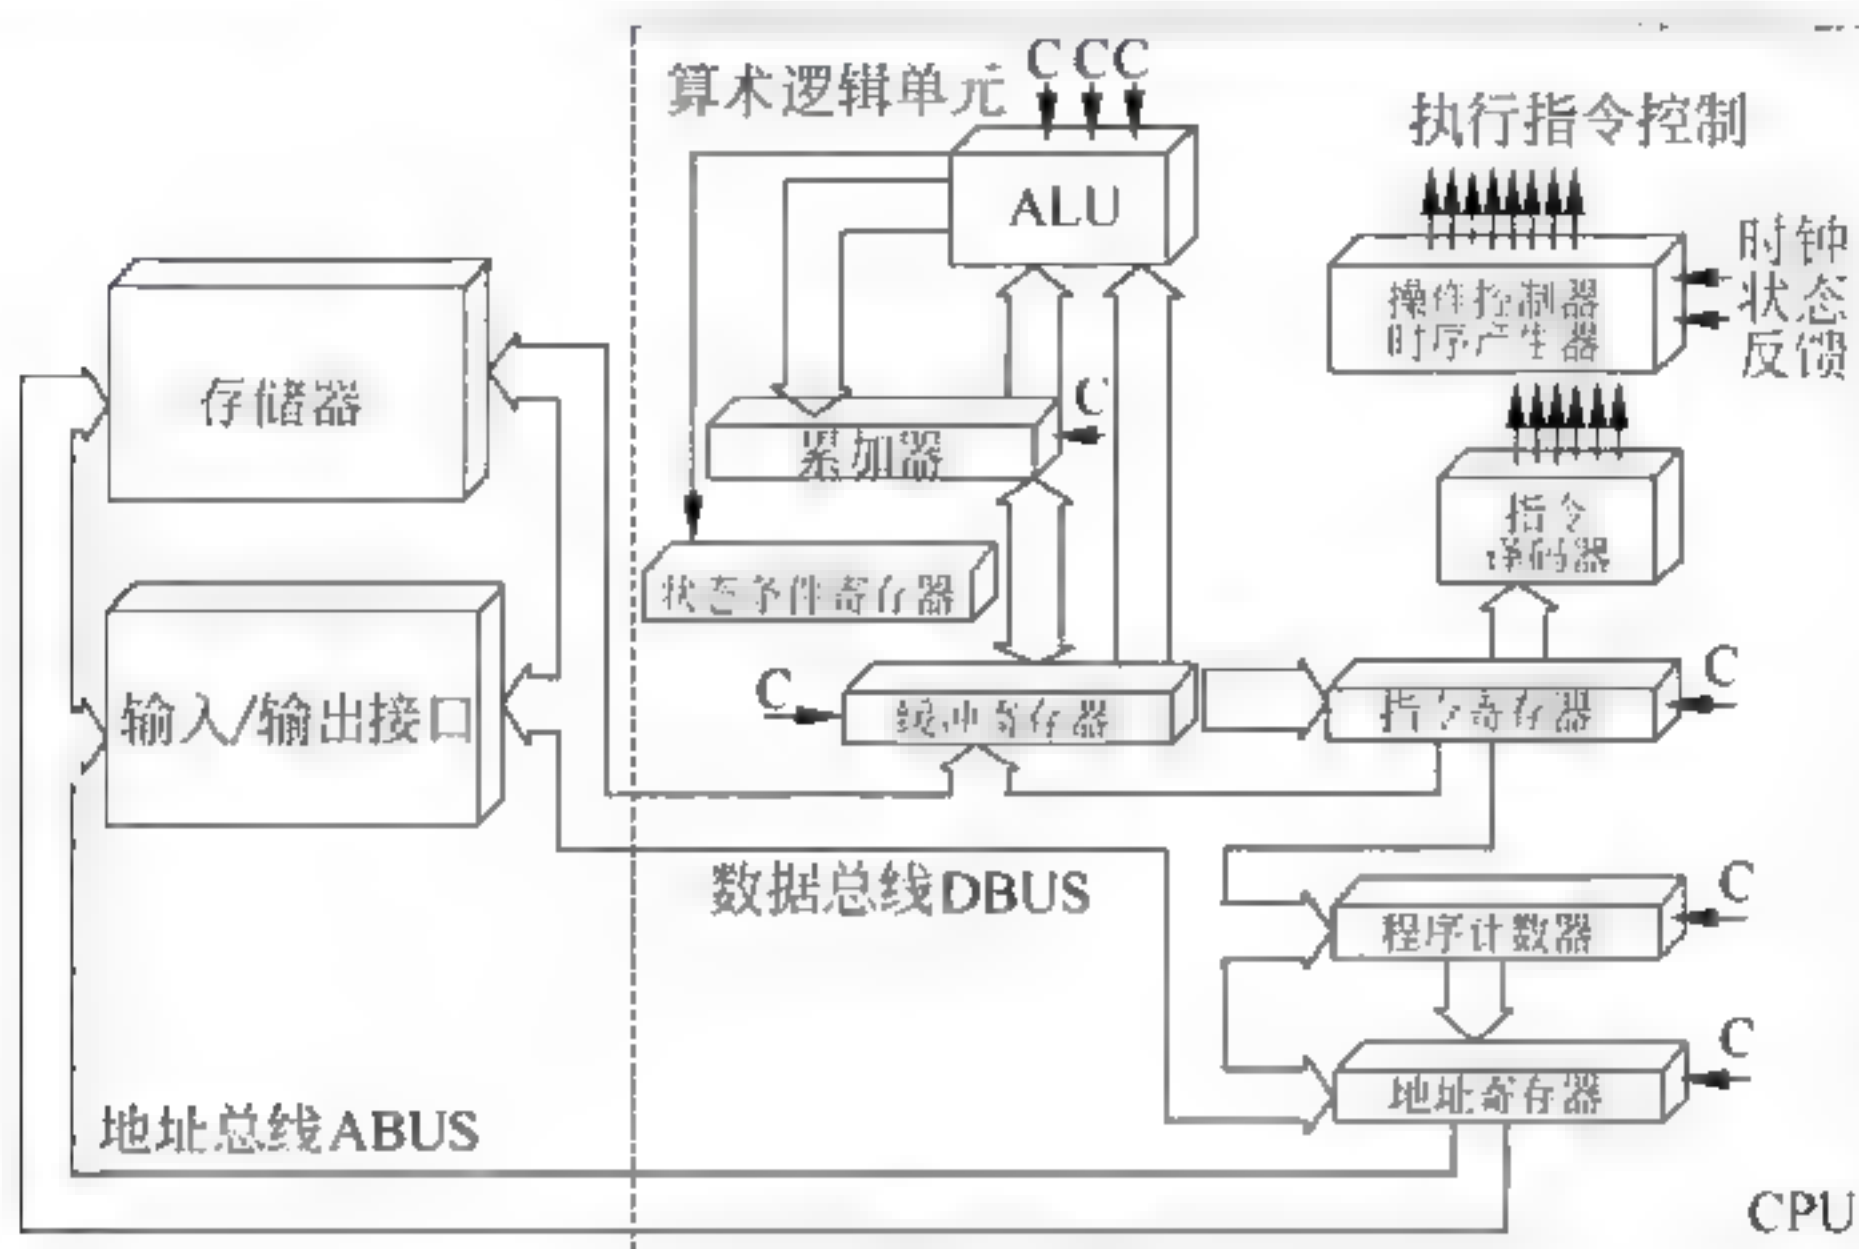 算术逻辑单元
C C C
ALU
执行指令控制
时钟
状态
反馈
操作控制器
时序产生器
存储器
累加器
C
指令
译码器
状态条件寄存器
输入/输出接口
C
缓冲寄存器
指令寄存器
C
数据总线DBUS
程序计数器
C
地址寄存器
C
地址总线ABUS
CPU